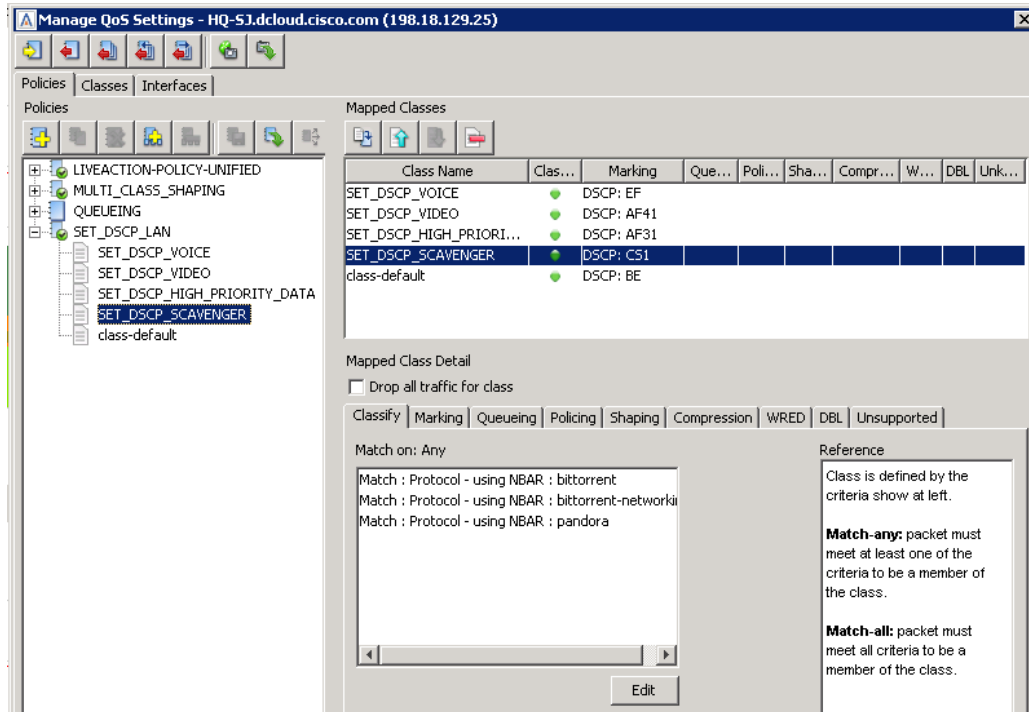 Manage QoS Settings - HQ-SJ.dcloud.cisco.com (198.18.129.25)
Policies Classes Interfaces
Policies
LIVEACTION-POLICY-UNIFIED
MULTI_CLASS_SHAPING
QUEUEING
SET_DSCP_LAN
SET_DSCP_VOICE
SET_DSCP_VIDEO
SET_DSCP_HIGH_PRIORITY_DATA
SET_DSCP_SCAVENGER
class-default
Mapped Classes
Class Name Clas... Marking Que... Poli... Sha... Compr... W... DBL Unk...
SET_DSCP_VOICE DSCP: EF
SET_DSCP_VIDEO DSCP: AF41
SET_DSCP_HIGH_PRIORI... DSCP: AF31
SET_DSCP_SCAVENGER DSCP: CS1
class-default DSCP: BE
Mapped Class Detail
Drop all traffic for class
Classify Marking Queueing Policing Shaping Compression WRED DBL Unsupported
Match on: Any
Match : Protocol - using NBAR : bittorrent
Match : Protocol - using NBAR : bittorrent-networkin
Match : Protocol - using NBAR : pandora
Edit
Reference
Class is defined by the
criteria show at left.
Match-any: packet must
meet at least one of the
criteria to be a member of
the class.
Match-all: packet must
meet all criteria to be a
member of the class.